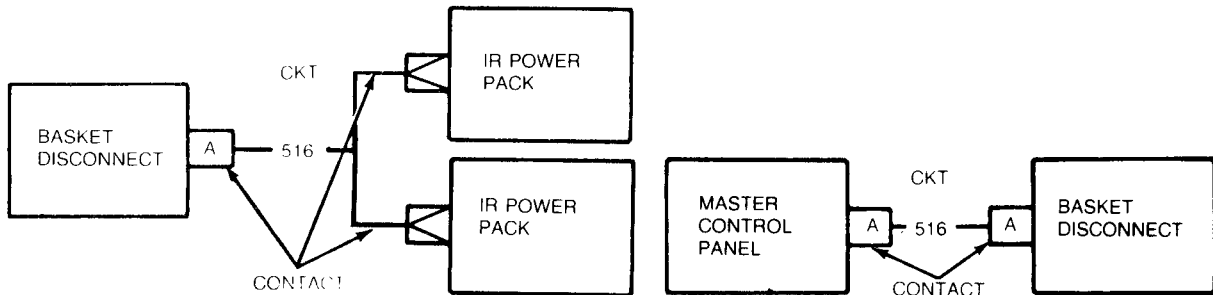 CKT
IR POWER
PACK
BASKET
DISCONNECT
A
516
IR POWER
PACK
CONTACT
CKT
MASTER
CONTROL
PANEL
A
516
A
BASKET
DISCONNECT
CONTACT